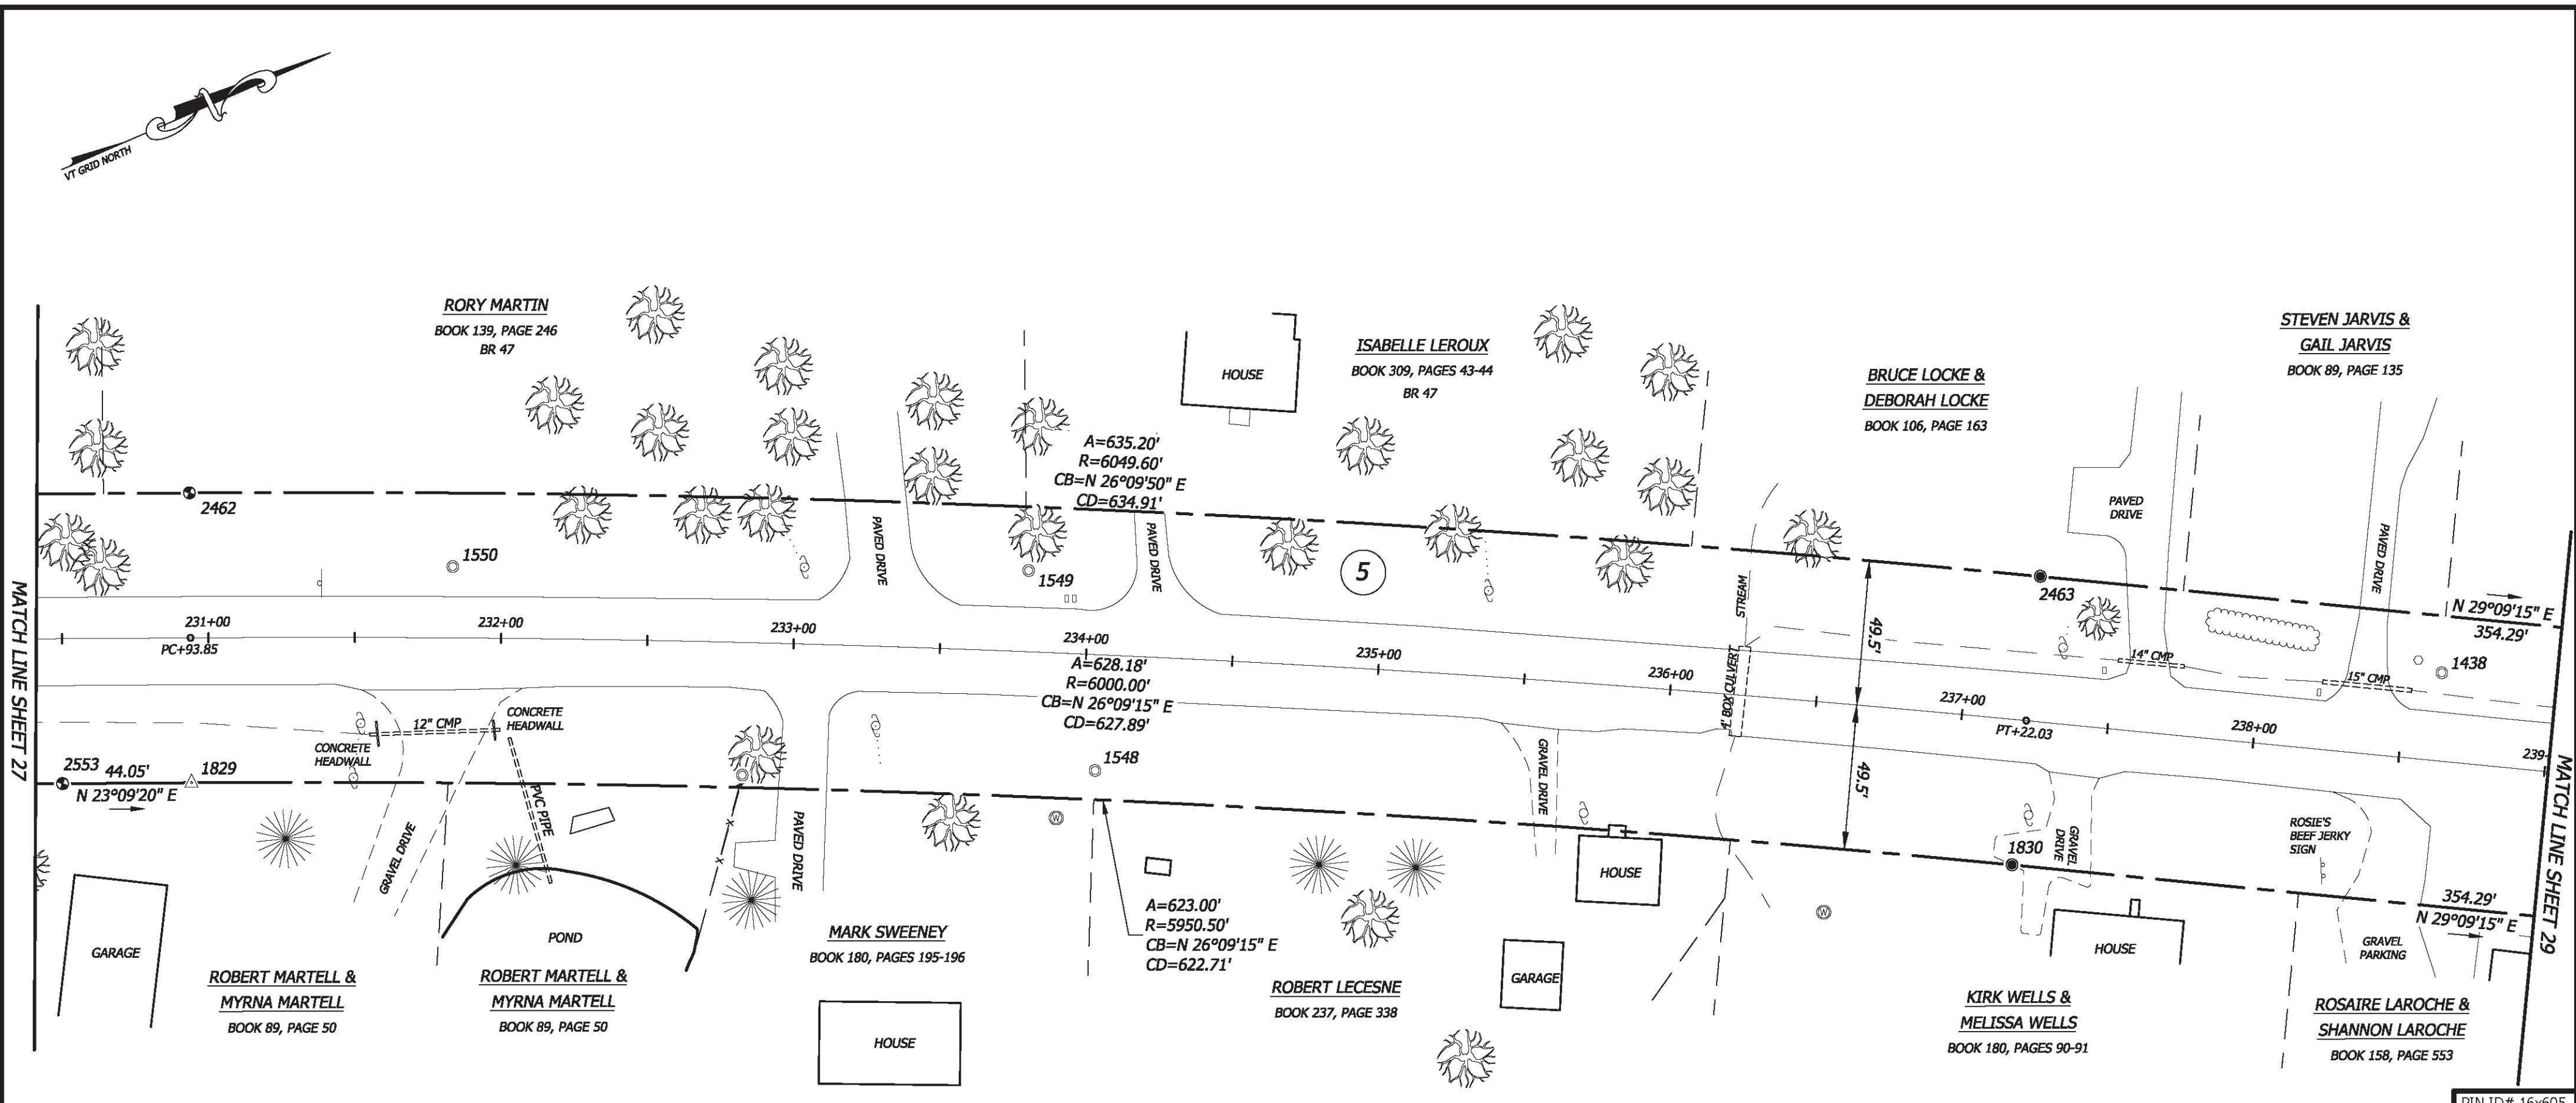 VT GRID NORTH
RORY MARTIN
BOOK 139, PAGE 246
BR 47
HOUSE
ISABELLE LEROUX
BOOK 309, PAGES 43-44
BR 47
BRUCE LOCKE &
DEBORAH LOCKE
BOOK 106, PAGE 163
STEVEN JARVIS &
GAIL JARVIS
BOOK 89, PAGE 135
A=635.20'
R=6049.60'
CB=N 26°09'50" E
CD=634.91'
2462
1550
PAVED DRIVE
1549
PAVED DRIVE
5
STREAM
2463
PAVED
DRIVE
PAVED DRIVE
N 29°09'15" E
354.29'
1438
14" CMP
15" CMP
49.5'
49.5'
MATCH LINE SHEET 27
231+00
PC+93.85
232+00
233+00
234+00
235+00
236+00
237+00
PT+22.03
238+00
239+
A=628.18'
R=6000.00'
CB=N 26°09'15" E
CD=627.89'
4' BOX CULVERT
12" CMP
CONCRETE
HEADWALL
CONCRETE
HEADWALL
2553
44.05'
N 23°09'20" E
1829
PVC PIPE
GRAVEL DRIVE
PAVED DRIVE
1548
W
GRAVEL DRIVE
HOUSE
W
1830
GRAVEL
DRIVE
ROSIE'S
BEEF JERKY
SIGN
354.29'
N 29°09'15" E
MATCH LINE SHEET 29
GARAGE
POND
ROBERT MARTELL &
MYRNA MARTELL
BOOK 89, PAGE 50
ROBERT MARTELL &
MYRNA MARTELL
BOOK 89, PAGE 50
MARK SWEENEY
BOOK 180, PAGES 195-196
HOUSE
A=623.00'
R=5950.50'
CB=N 26°09'15" E
CD=622.71'
ROBERT LECESNE
BOOK 237, PAGE 338
GARAGE
HOUSE
KIRK WELLS &
MELISSA WELLS
BOOK 180, PAGES 90-91
GRAVEL
PARKING
ROSAIRE LAROCHE &
SHANNON LAROCHE
BOOK 158, PAGE 553